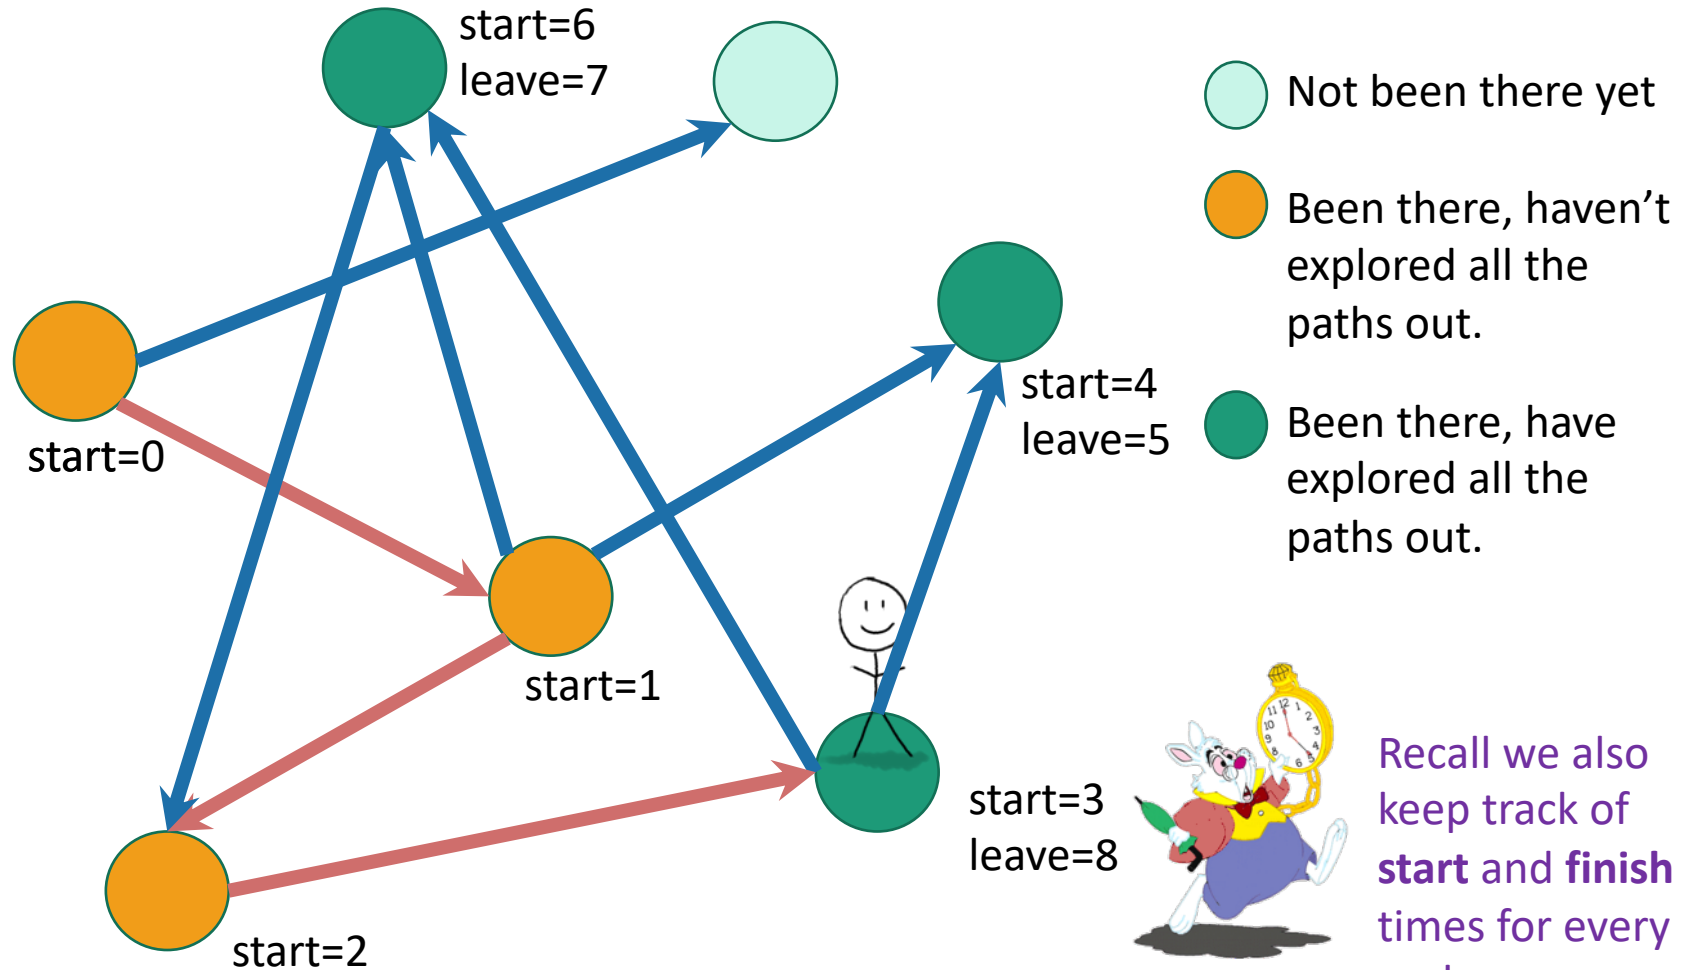 start=6
leave=7
Not been there yet
Been there, haven’t
explored all the
paths out.
start=4
leave=5
Been there, have
explored all the
paths out.
start=0
start=1
start=3
leave=8
start=2
Recall we also
keep track of
start and finish
times for every